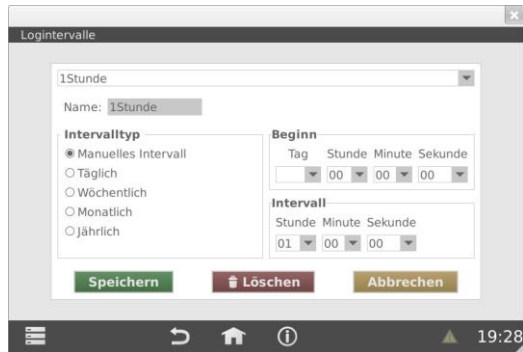 Logintervalle
1Stunde
Name: 1Stunde
Intervalltyp
Manuelles Intervall
Täglich
Wöchentlich
Monatlich
Jährlich
Beginn
Tag Stunde Minute Sekunde
00 00 00
Intervall
Stunde Minute Sekunde
01 00 00
Speichern Löschen Abbrechen
19:28